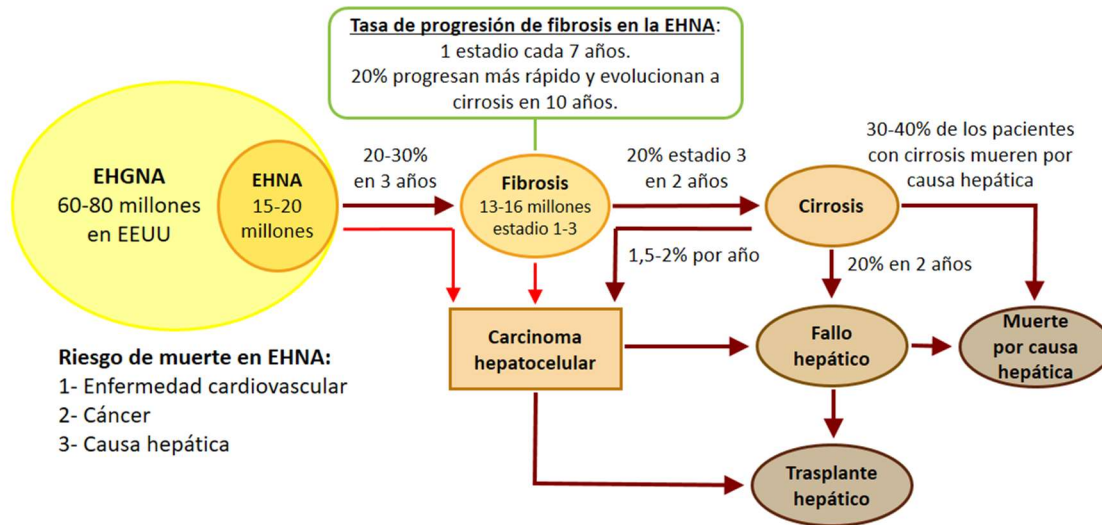 Tasa de progresión de fibrosis en la EHNA:
1 estadio cada 7 años.
20% progresan más rápido y evolucionan a
cirrosis en 10 años.
EHGNA
60-80 millones
en EEUU
EHNA
15-20
millones
20-30%
en 3 años
Fibrosis
13-16 millones
estadio 1-3
20% estadio 3
en 2 años
Cirrosis
30-40% de los pacientes
con cirrosis mueren por
causa hepática
1,5-2% por año
20% en 2 años
Carcinoma
hepatocelular
Fallo
hepático
Muerte
por causa
hepática
Trasplante
hepático
Riesgo de muerte en EHNA:
1- Enfermedad cardiovascular
2- Cáncer
3- Causa hepática